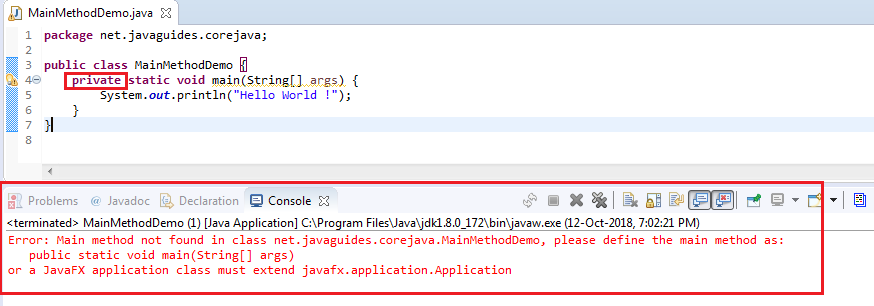 MainMethodDemo.java
1 package net.javaguides.corejava;
2
3 public class MainMethodDemo {
4 private static void main(String[] args) {
5 System.out.println("Hello World !");
6 }
7 }
8
Problems @ Javadoc Declaration Console
<terminated> MainMethodDemo (1) [Java Application] C:\Program Files\Java\jdk1.8.0_172\bin\javaw.exe (12-Oct-2018, 7:02:21 PM)
Error: Main method not found in class net.javaguides.corejava.MainMethodDemo, please define the main method as:
public static void main(String[] args)
or a JavaFX application class must extend javafx.application.Application